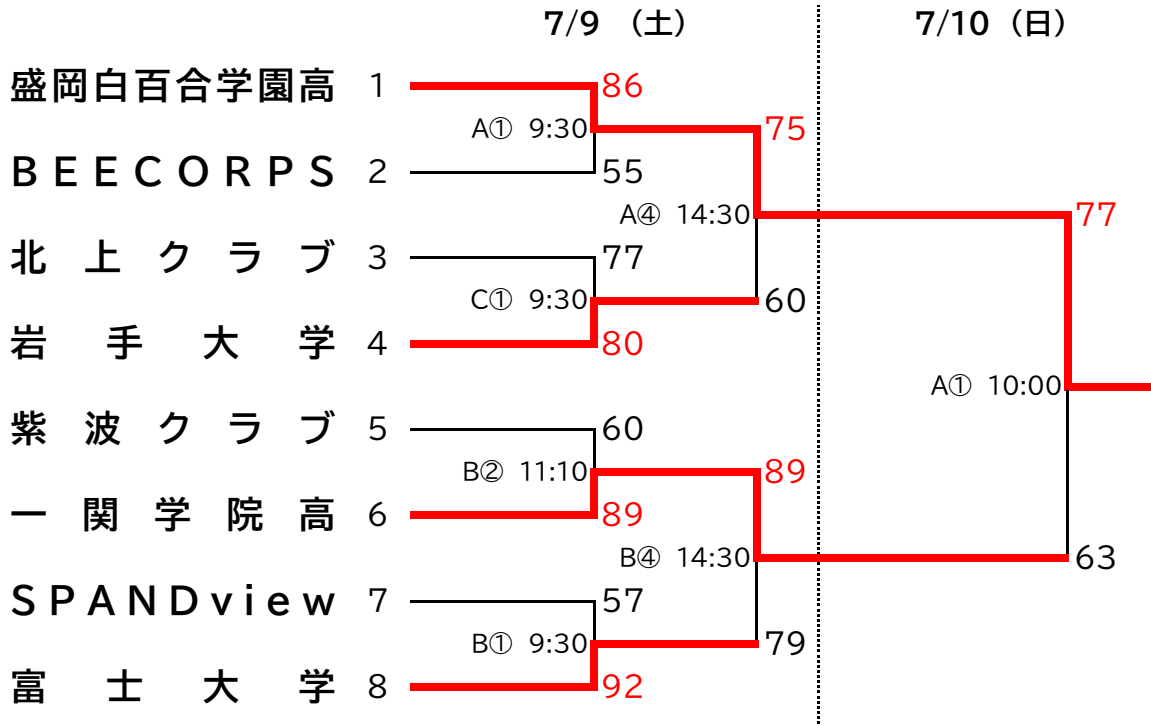 7/9 （土） 7/10 （日）
盛岡白百合学園高 1 86
A① 9:30 75
BEECORPS 2 55
A④ 14:30 77
北上クラブ 3 77
C① 9:30 60
岩手大学 4 80
A① 10:00
紫波クラブ 5 60
B② 11:10 89
一関学院高 6 89
B④ 14:30 63
SPANDview 7 57
B① 9:30 79
富士大学 8 92